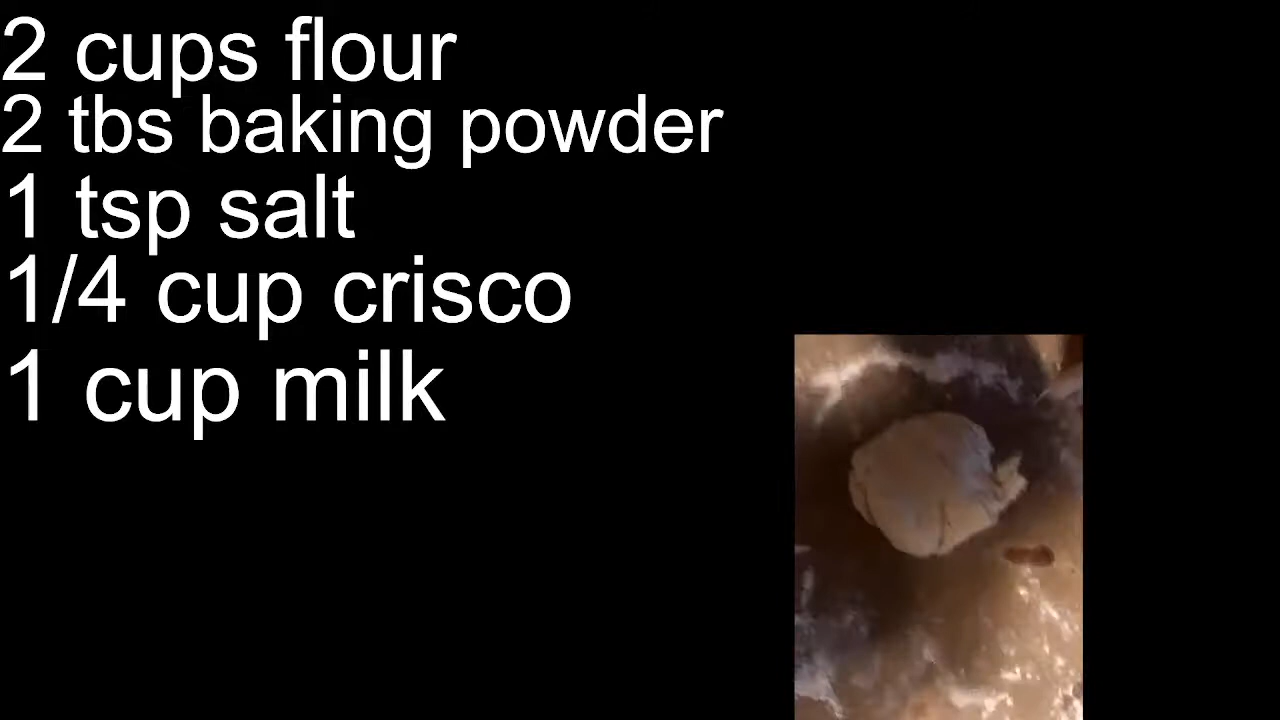 2 cups flour
2 tbs baking powder
1 tsp salt
1/4 cup crisco
1 cup milk